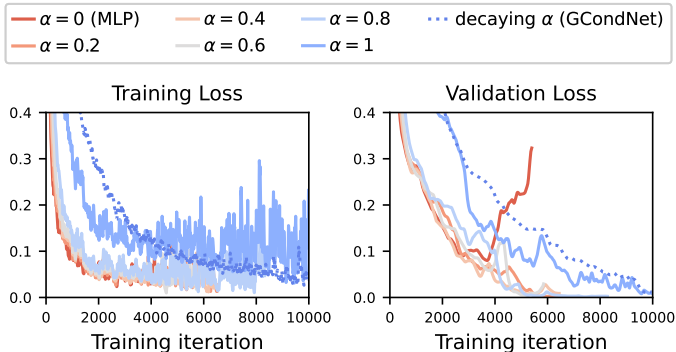 α = 0 (MLP)
α = 0.2
α = 0.4
α = 0.6
α = 0.8
α = 1
decaying α (GCondNet)
Training Loss
0.4
0.3
0.2
0.1
0.0
0 2000 4000 6000 8000 10000
Training iteration
Validation Loss
0.4
0.3
0.2
0.1
0.0
0 2000 4000 6000 8000 10000
Training iteration